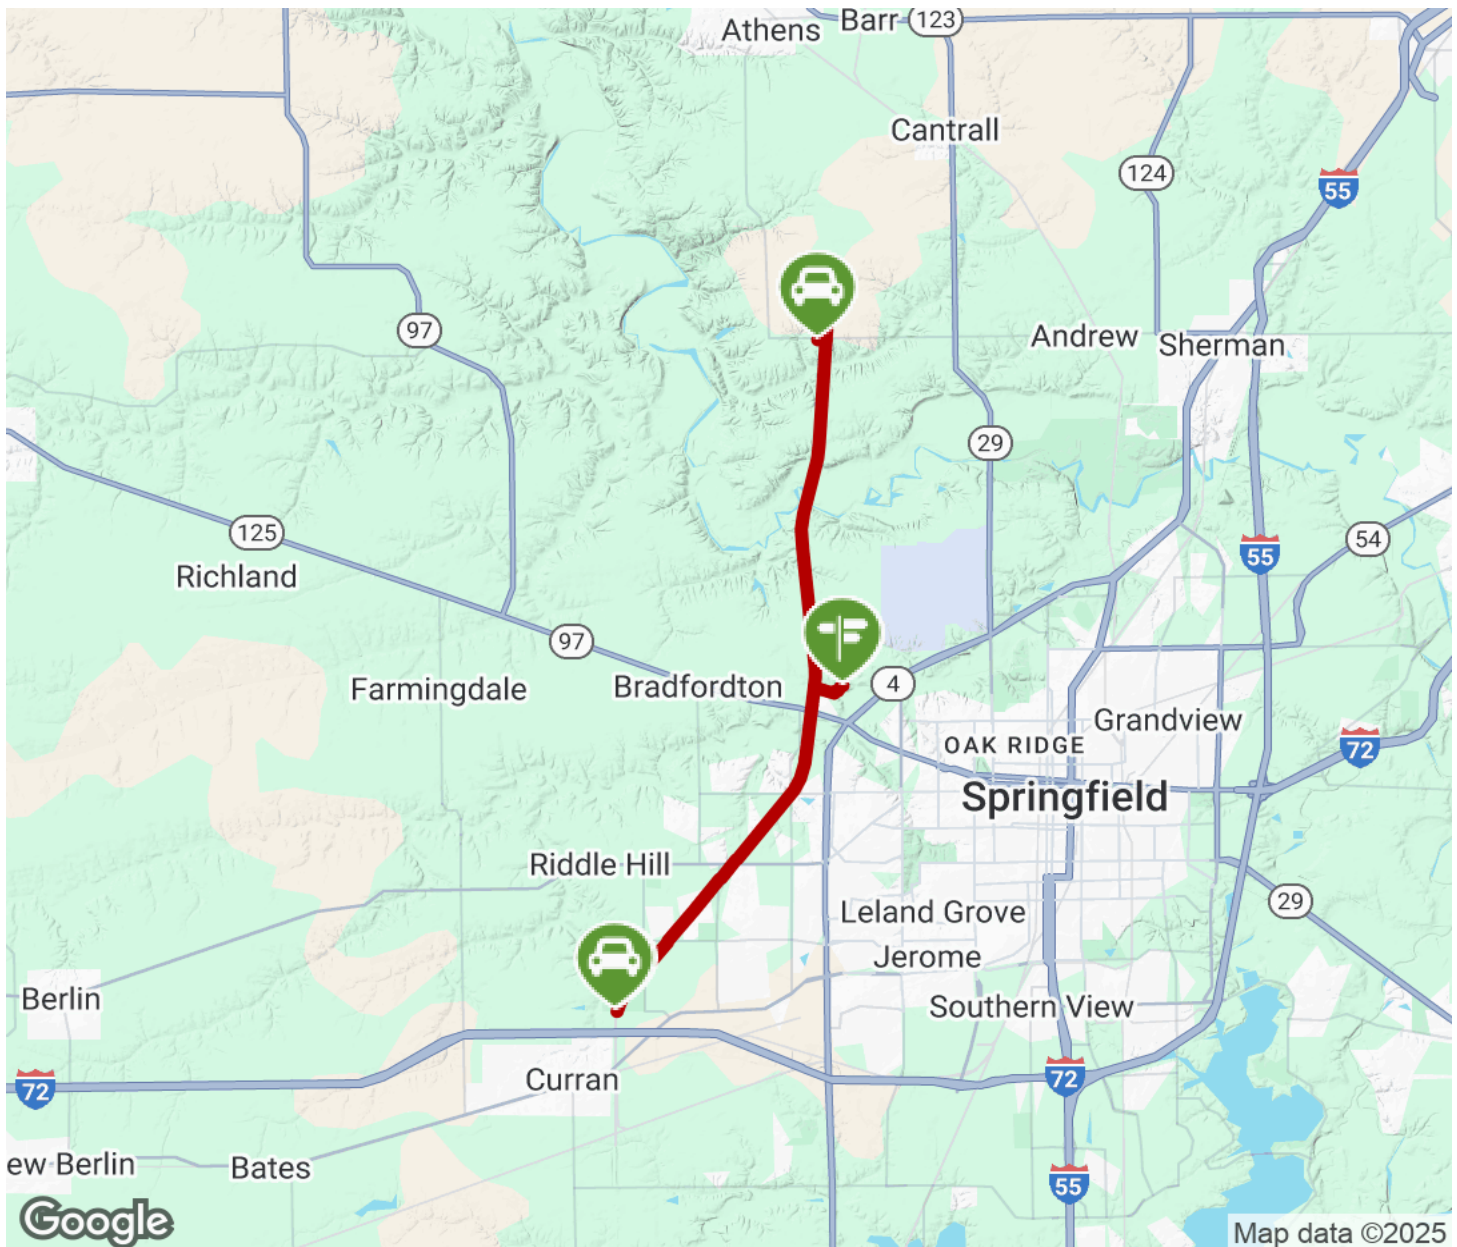 Athens
Barr
123
Cantrall
124
55
97
Andrew
Sherman
29
125
54
55
Richland
97
Farmingdale
Bradfordton
4
Grandview
OAK RIDGE
72
Springfield
Riddle Hill
Leland Grove
29
Jerome
Berlin
Southern View
72
Curran
72
ew Berlin
Bates
55
Google
Map data ©2025